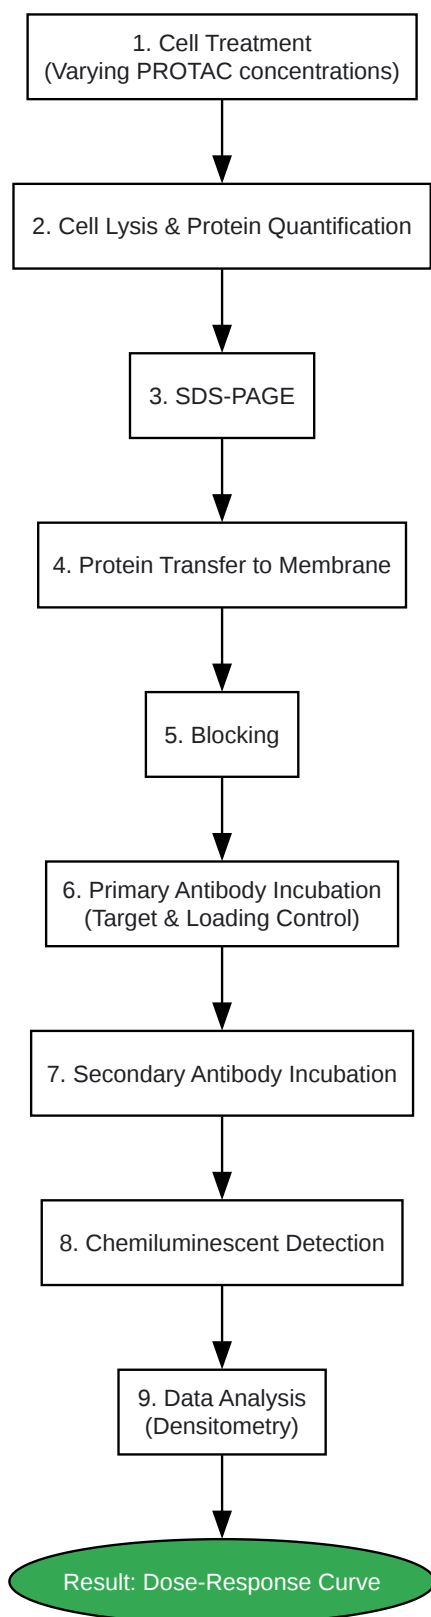 1. Cell Treatment
(Varying PROTAC concentrations)
2. Cell Lysis & Protein Quantification
3. SDS-PAGE
4. Protein Transfer to Membrane
5. Blocking
6. Primary Antibody Incubation
(Target & Loading Control)
7. Secondary Antibody Incubation
8. Chemiluminescent Detection
9. Data Analysis
(Densitometry)
Result: Dose-Response Curve